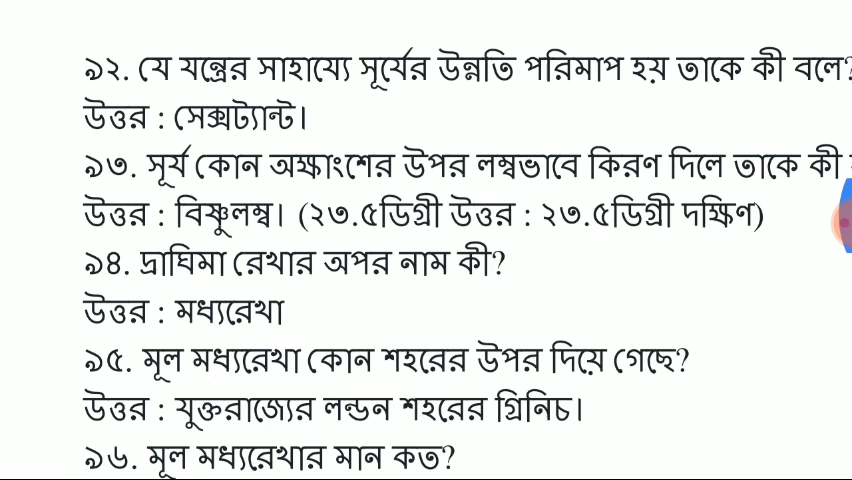 ৯২. যে যন্ত্রের সাহায্যে সূর্যের উন্নতি পরিমাপ হয় তাকে কী বলে?
উত্তর : সেক্সট্যান্ট।
৯৩. সূর্য কোন অক্ষাংশের উপর লম্বভাবে কিরণ দিলে তাকে কী
উত্তর : বিষ্ণুলম্ব। (২৩.৫ডিগ্রী উত্তর : ২৩.৫ডিগ্রী দক্ষিণ)
৯৪. দ্রাঘিমা রেখার অপর নাম কী?
উত্তর : মধ্যরেখা
৯৫. মূল মধ্যরেখা কোন শহরের উপর দিয়ে গেছে?
উত্তর : যুক্তরাজ্যের লন্ডন শহরের গ্রিনিচ।
৯৬. মূল মধ্যরেখার মান কত?